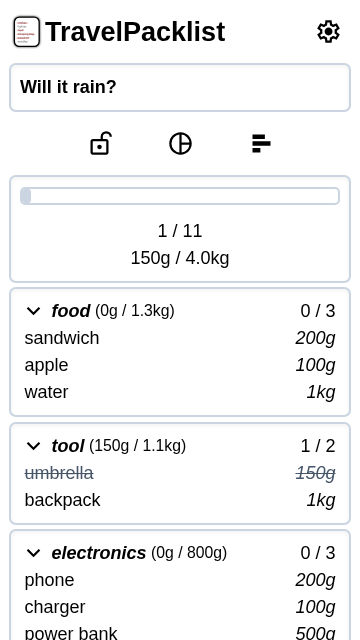 TravelPacklist
Will it rain?
1 / 11
150g / 4.0kg
food (0g / 1.3kg) 0 / 3
sandwich 200g
apple 100g
water 1kg
tool (150g / 1.1kg) 1 / 2
umbrella 150g
backpack 1kg
electronics (0g / 800g) 0 / 3
phone 200g
charger 100g
power bank 500g